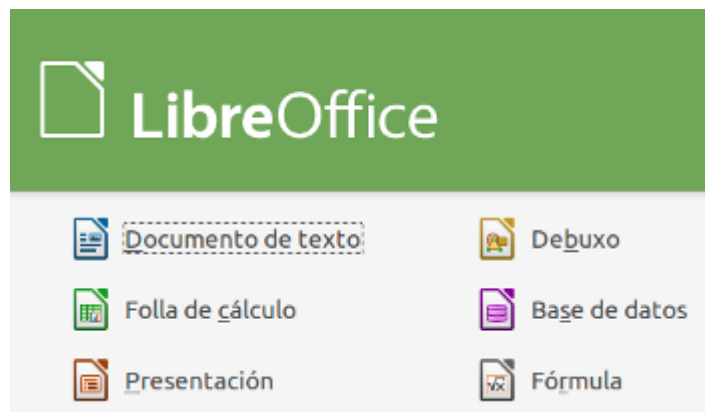 LibreOffice
Documento de texto
Debuxo
Folla de cálculo
Base de datos
Presentación
Fórmula